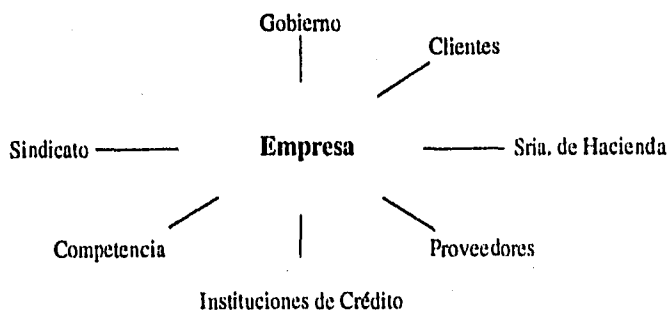 Gobierno
Clientes
Sindicato
Empresa
Sria. de Hacienda
Competencia
Proveedores
Instituciones de Crédito